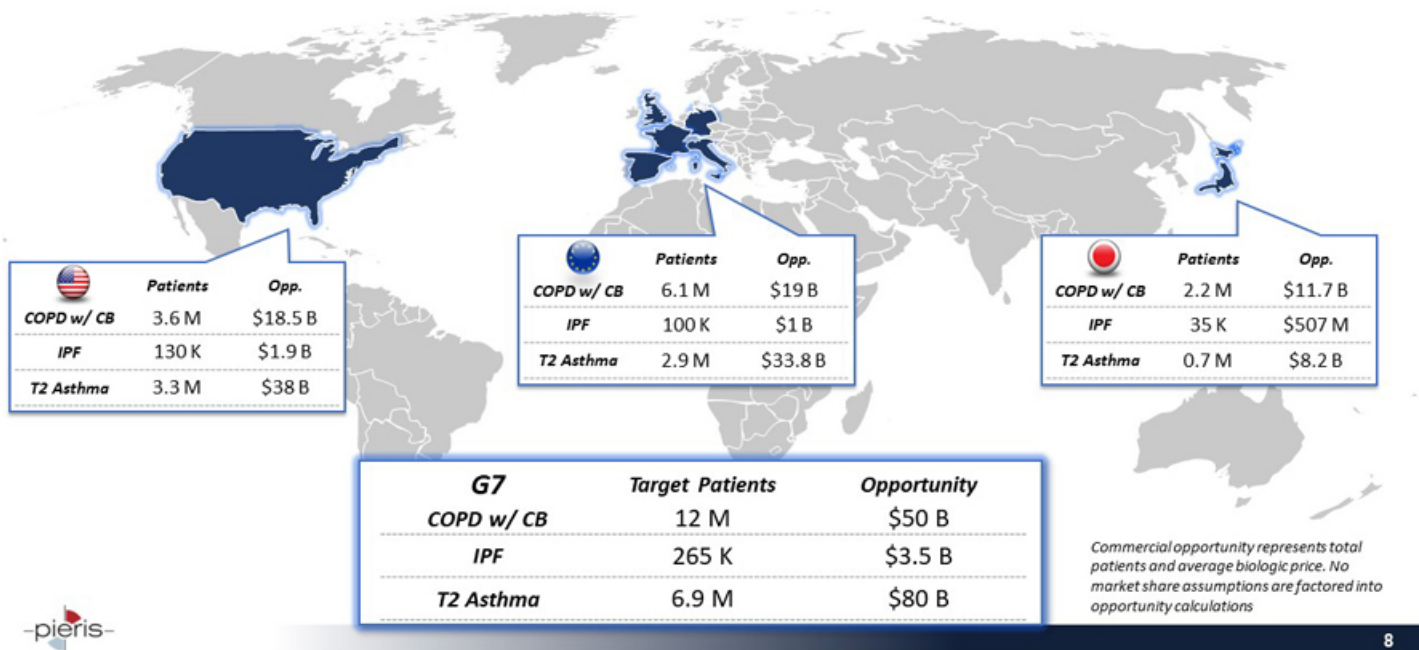 Patients Opp.
COPD w/ CB 3.6 M $18.5 B
IPF 130 K $1.9 B
T2 Asthma 3.3 M $38 B
Patients Opp.
COPD w/ CB 6.1 M $19 B
IPF 100 K $1 B
T2 Asthma 2.9 M $33.8 B
Patients Opp.
COPD w/ CB 2.2 M $11.7 B
IPF 35 K $507 M
T2 Asthma 0.7 M $8.2 B
G7 Target Patients Opportunity
COPD w/ CB 12 M $50 B
IPF 265 K $3.5 B
T2 Asthma 6.9 M $80 B
Commercial opportunity represents total
patients and average biologic price. No
market share assumptions are factored into
opportunity calculations
-pieris-
8